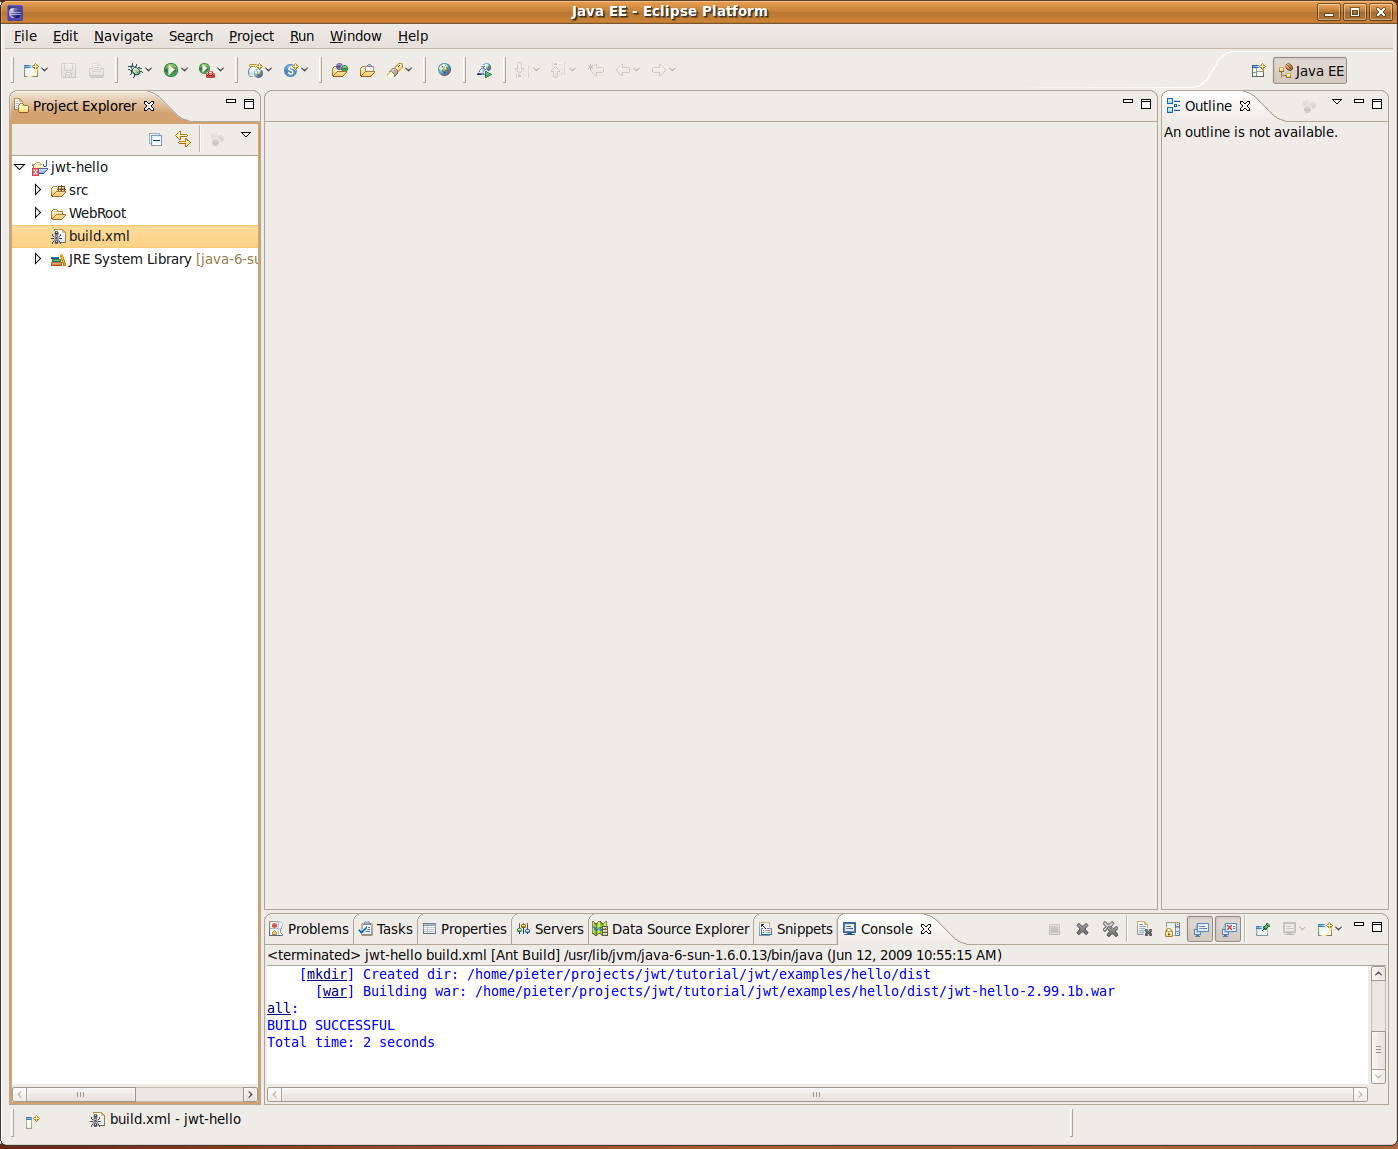 Java EE - Eclipse Platform
File Edit Navigate Search Project Run Window Help
Java EE
Project Explorer
jwt-hello
src
WebRoot
build.xml
JRE System Library [java-6-su
Outline
An outline is not available.
Problems Tasks Properties Servers Data Source Explorer Snippets Console
<terminated> jwt-hello build.xml [Ant Build] /usr/lib/jvm/java-6-sun-1.6.0.13/bin/java (Jun 12, 2009 10:55:15 AM)
[mkdir] Created dir: /home/pieter/projects/jwt/tutorial/jwt/examples/hello/dist
[war] Building war: /home/pieter/projects/jwt/tutorial/jwt/examples/hello/dist/jwt-hello-2.99.1b.war
all:
BUILD SUCCESSFUL
Total time: 2 seconds
build.xml - jwt-hello